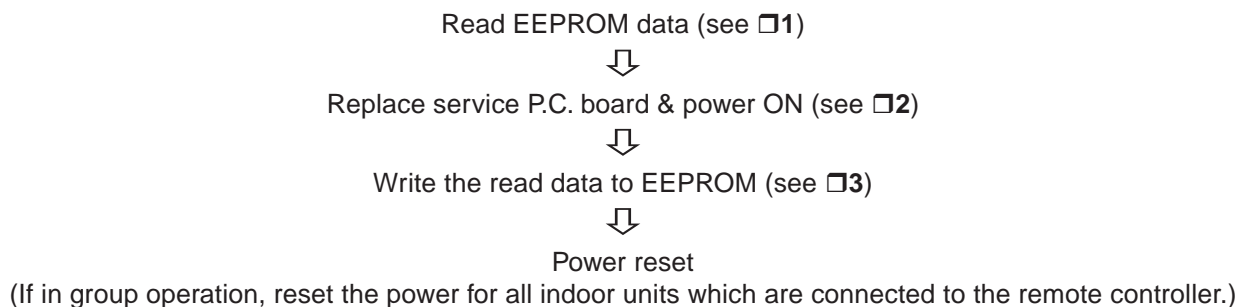 Read EEPROM data (see ❒1)
⇩
Replace service P.C. board & power ON (see ❒2)
⇩
Write the read data to EEPROM (see ❒3)
⇩
Power reset
(If in group operation, reset the power for all indoor units which are connected to the remote controller.)